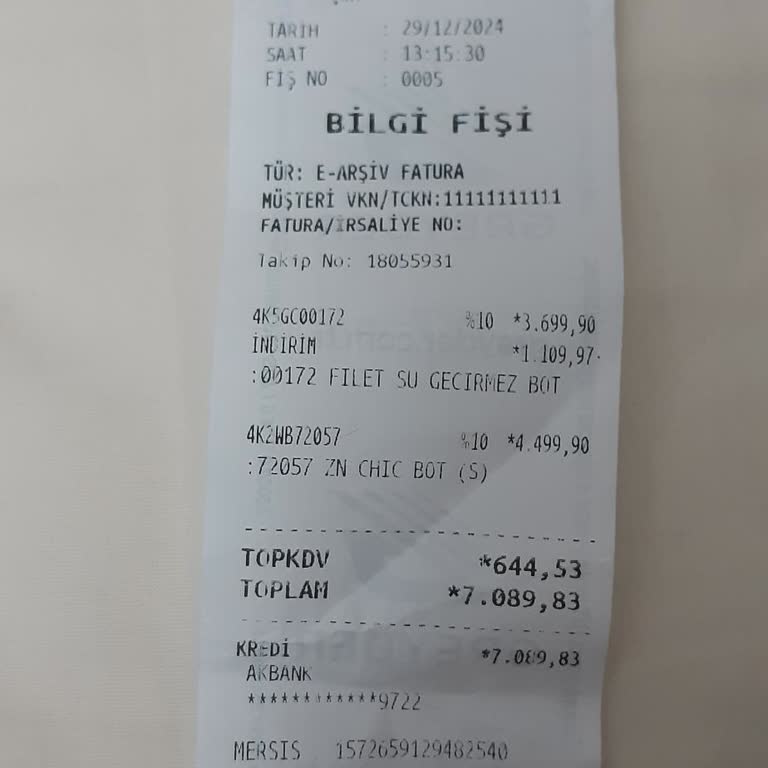 TARİH : 29/12/2024
SAAT : 13:15:30
FİŞ NO : 0005
BİLGİ FİŞİ
TÜR: E-ARŞİV FATURA
MÜŞTERİ VKN/TCKN:11111111111
FATURA/İRSALİYE NO:
Takip No: 18055931
4K5GC00172 %10 *3.699,90
İNDİRİM *1.109,97-
:00172 FILET SU GECIRMEZ BOT
4K2WB72057 %10 *4.499,90
:72057 ZN CHIC BOT (S)
TOPKDV *644,53
TOPLAM *7.089,83
KREDİ *7.089,83
AKBANK
************9722
MERSIS 1572659129482540